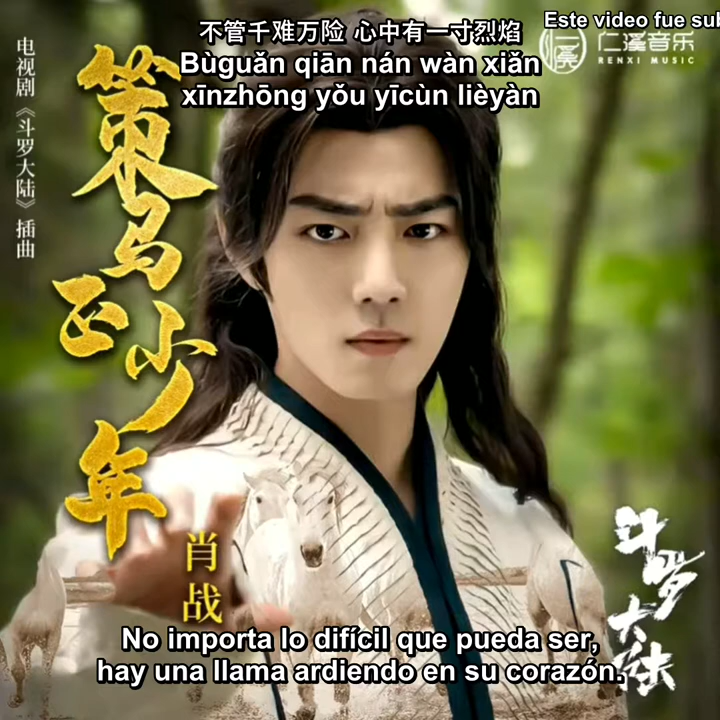 不管千难万险 心中有一寸烈焰
Bùguǎn qiān nán wàn xiǎn
xīnzhōng yǒu yīcùn lièyàn
Este video fue sub
仁溪音乐
RENXI MUSIC
电视剧《斗罗大陆》插曲
策马正少年
肖战
斗罗大陆
No importa lo difícil que pueda ser,
hay una llama ardiendo en su corazón.